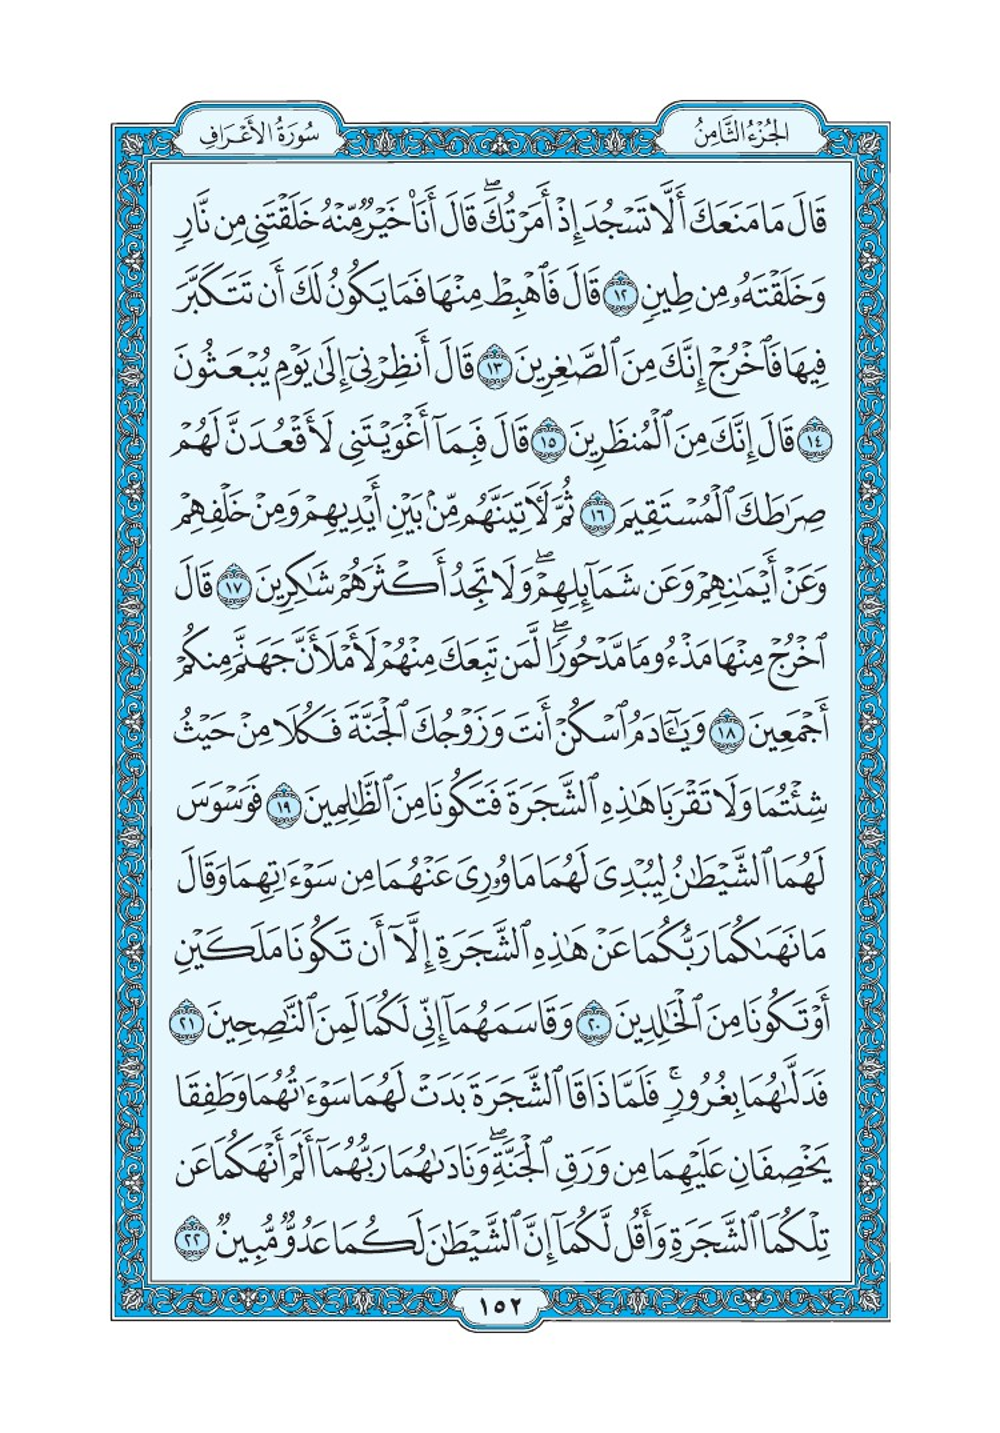 الجُزْءُ الثَّامِنُ
سُورَةُ الأَعْرَافِ
قَالَ مَا مَنَعَكَ أَلَّا تَسْجُدَ إِذْ أَمَرْتُكَۖ قَالَ أَنَا۠ خَيْرٌ مِّنْهُ خَلَقْتَنِى مِن نَّارٍ
وَخَلَقْتَهُۥ مِن طِينٍ ١٢ قَالَ فَٱهْبِطْ مِنْهَا فَمَا يَكُونُ لَكَ أَن تَتَكَبَّرَ
فِيهَا فَٱخْرُجْ إِنَّكَ مِنَ ٱلصَّٰغِرِينَ ١٣ قَالَ أَنظِرْنِىٓ إِلَىٰ يَوْمِ يُبْعَثُونَ
١٤ قَالَ إِنَّكَ مِنَ ٱلْمُنظَرِينَ ١٥ قَالَ فَبِمَآ أَغْوَيْتَنِى لَأَقْعُدَنَّ لَهُمْ
صِرَٰطَكَ ٱلْمُسْتَقِيمَ ١٦ ثُمَّ لَـَٔاتِيَنَّهُم مِّنۢ بَيْنِ أَيْدِيهِمْ وَمِنْ خَلْفِهِمْ
وَعَنْ أَيْمَٰنِهِمْ وَعَن شَمَآئِلِهِمْۖ وَلَا تَجِدُ أَكْثَرَهُمْ شَٰكِرِينَ ١٧ قَالَ
ٱخْرُجْ مِنْهَا مَذْءُومًا مَّدْحُورًاۖ لَّمَن تَبِعَكَ مِنْهُمْ لَأَمْلَأَنَّ جَهَنَّمَ مِنكُمْ
أَجْمَعِينَ ١٨ وَيَٰٓـَٔادَمُ ٱسْكُنْ أَنتَ وَزَوْجُكَ ٱلْجَنَّةَ فَكُلَا مِنْ حَيْثُ
شِئْتُمَا وَلَا تَقْرَبَا هَٰذِهِ ٱلشَّجَرَةَ فَتَكُونَا مِنَ ٱلظَّٰلِمِينَ ١٩ فَوَسْوَسَ
لَهُمَا ٱلشَّيْطَٰنُ لِيُبْدِىَ لَهُمَا مَا وُۥرِىَ عَنْهُمَا مِن سَوْءَٰتِهِمَا وَقَالَ
مَا نَهَىٰكُمَا رَبُّكُمَا عَنْ هَٰذِهِ ٱلشَّجَرَةِ إِلَّآ أَن تَكُونَا مَلَكَيْنِ
أَوْ تَكُونَا مِنَ ٱلْخَٰلِدِينَ ٢٠ وَقَاسَمَهُمَآ إِنِّى لَكُمَا لَمِنَ ٱلنَّٰصِحِينَ ٢١
فَدَلَّىٰهُمَا بِغُرُورٍۚ فَلَمَّا ذَاقَا ٱلشَّجَرَةَ بَدَتْ لَهُمَا سَوْءَٰتُهُمَا وَطَفِقَا
يَخْصِفَانِ عَلَيْهِمَا مِن وَرَقِ ٱلْجَنَّةِۖ وَنَادَىٰهُمَا رَبُّهُمَآ أَلَمْ أَنْهَكُمَا عَن
تِلْكُمَا ٱلشَّجَرَةِ وَأَقُل لَّكُمَآ إِنَّ ٱلشَّيْطَٰنَ لَكُمَا عَدُوٌّ مُّبِينٌ ٢٢
١٥٢